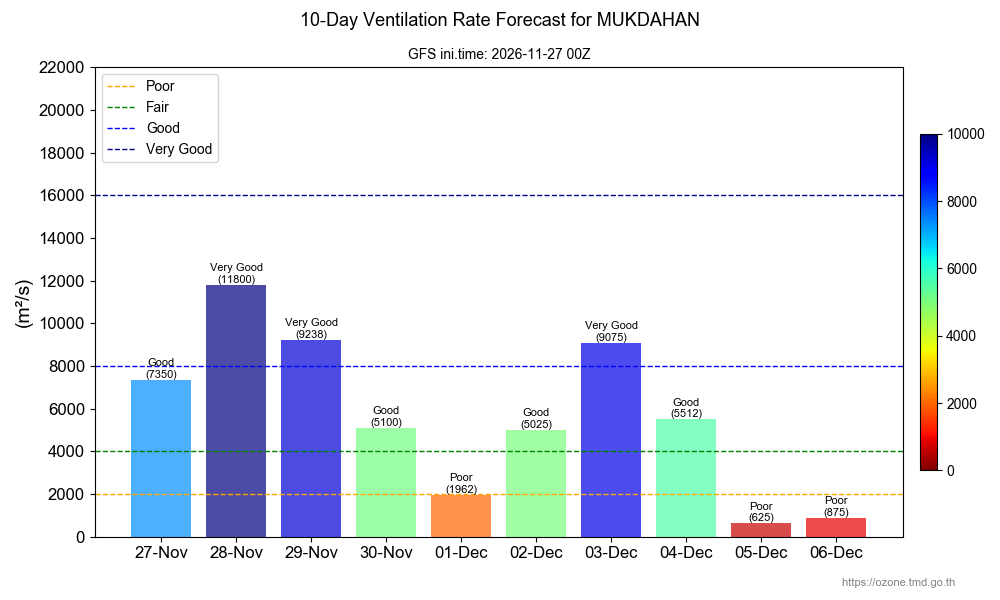 10-Day Ventilation Rate Forecast for MUKDAHAN
GFS ini.time: 2026-11-27 00Z
(m²/s)
22000
20000
18000
16000
14000
12000
10000
8000
6000
4000
2000
0
Poor
Fair
Good
Very Good
Good
(7350)
Very Good
(11800)
Very Good
(9238)
Good
(5100)
Poor
(1962)
Good
(5025)
Very Good
(9075)
Good
(5512)
Poor
(625)
Poor
(875)
27-Nov
28-Nov
29-Nov
30-Nov
01-Dec
02-Dec
03-Dec
04-Dec
05-Dec
06-Dec
10000
8000
6000
4000
2000
0
https://ozone.tmd.go.th